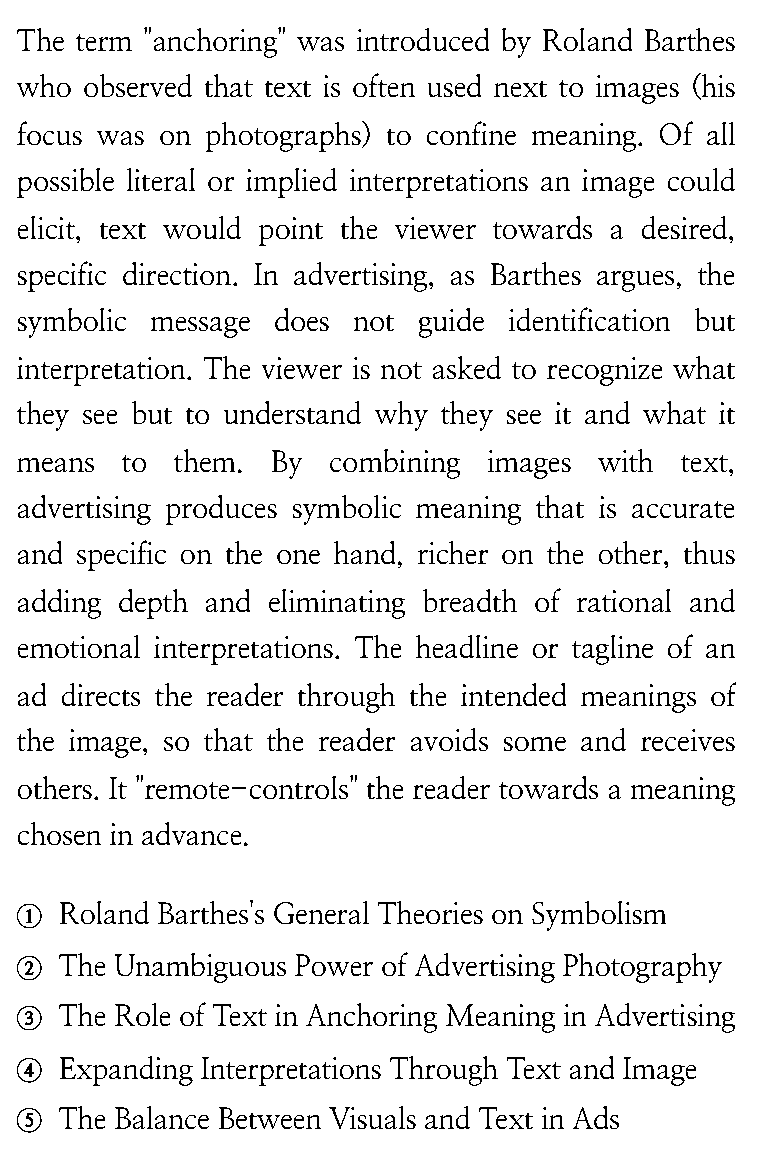 The term "anchoring" was introduced by Roland Barthes
who observed that text is often used next to images (his
focus was on photographs) to confine meaning. Of all
possible literal or implied interpretations an image could
elicit, text would point the viewer towards a desired,
specific direction. In advertising, as Barthes argues, the
symbolic message does not guide identification but
interpretation. The viewer is not asked to recognize what
they see but to understand why they see it and what it
means to them. By combining images with text,
advertising produces symbolic meaning that is accurate
and specific on the one hand, richer on the other, thus
adding depth and eliminating breadth of rational and
emotional interpretations. The headline or tagline of an
ad directs the reader through the intended meanings of
the image, so that the reader avoids some and receives
others. It "remote-controls" the reader towards a meaning
chosen in advance.
① Roland Barthes's General Theories on Symbolism
② The Unambiguous Power of Advertising Photography
③ The Role of Text in Anchoring Meaning in Advertising
④ Expanding Interpretations Through Text and Image
⑤ The Balance Between Visuals and Text in Ads